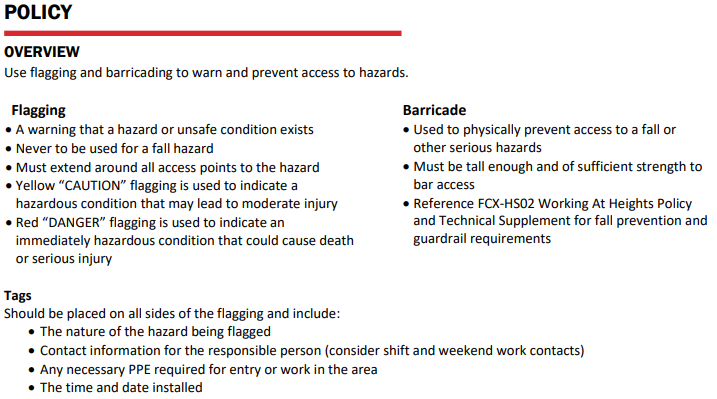 POLICY
OVERVIEW
Use flagging and barricading to warn and prevent access to hazards.
Flagging
• A warning that a hazard or unsafe condition exists
• Never to be used for a fall hazard
• Must extend around all access points to the hazard
• Yellow “CAUTION” flagging is used to indicate a
hazardous condition that may lead to moderate injury
• Red “DANGER” flagging is used to indicate an
immediately hazardous condition that could cause death
or serious injury
Barricade
• Used to physically prevent access to a fall or
other serious hazards
• Must be tall enough and of sufficient strength to
bar access
• Reference FCX-HS02 Working At Heights Policy
and Technical Supplement for fall prevention and
guardrail requirements
Tags
Should be placed on all sides of the flagging and include:
• The nature of the hazard being flagged
• Contact information for the responsible person (consider shift and weekend work contacts)
• Any necessary PPE required for entry or work in the area
• The time and date installed